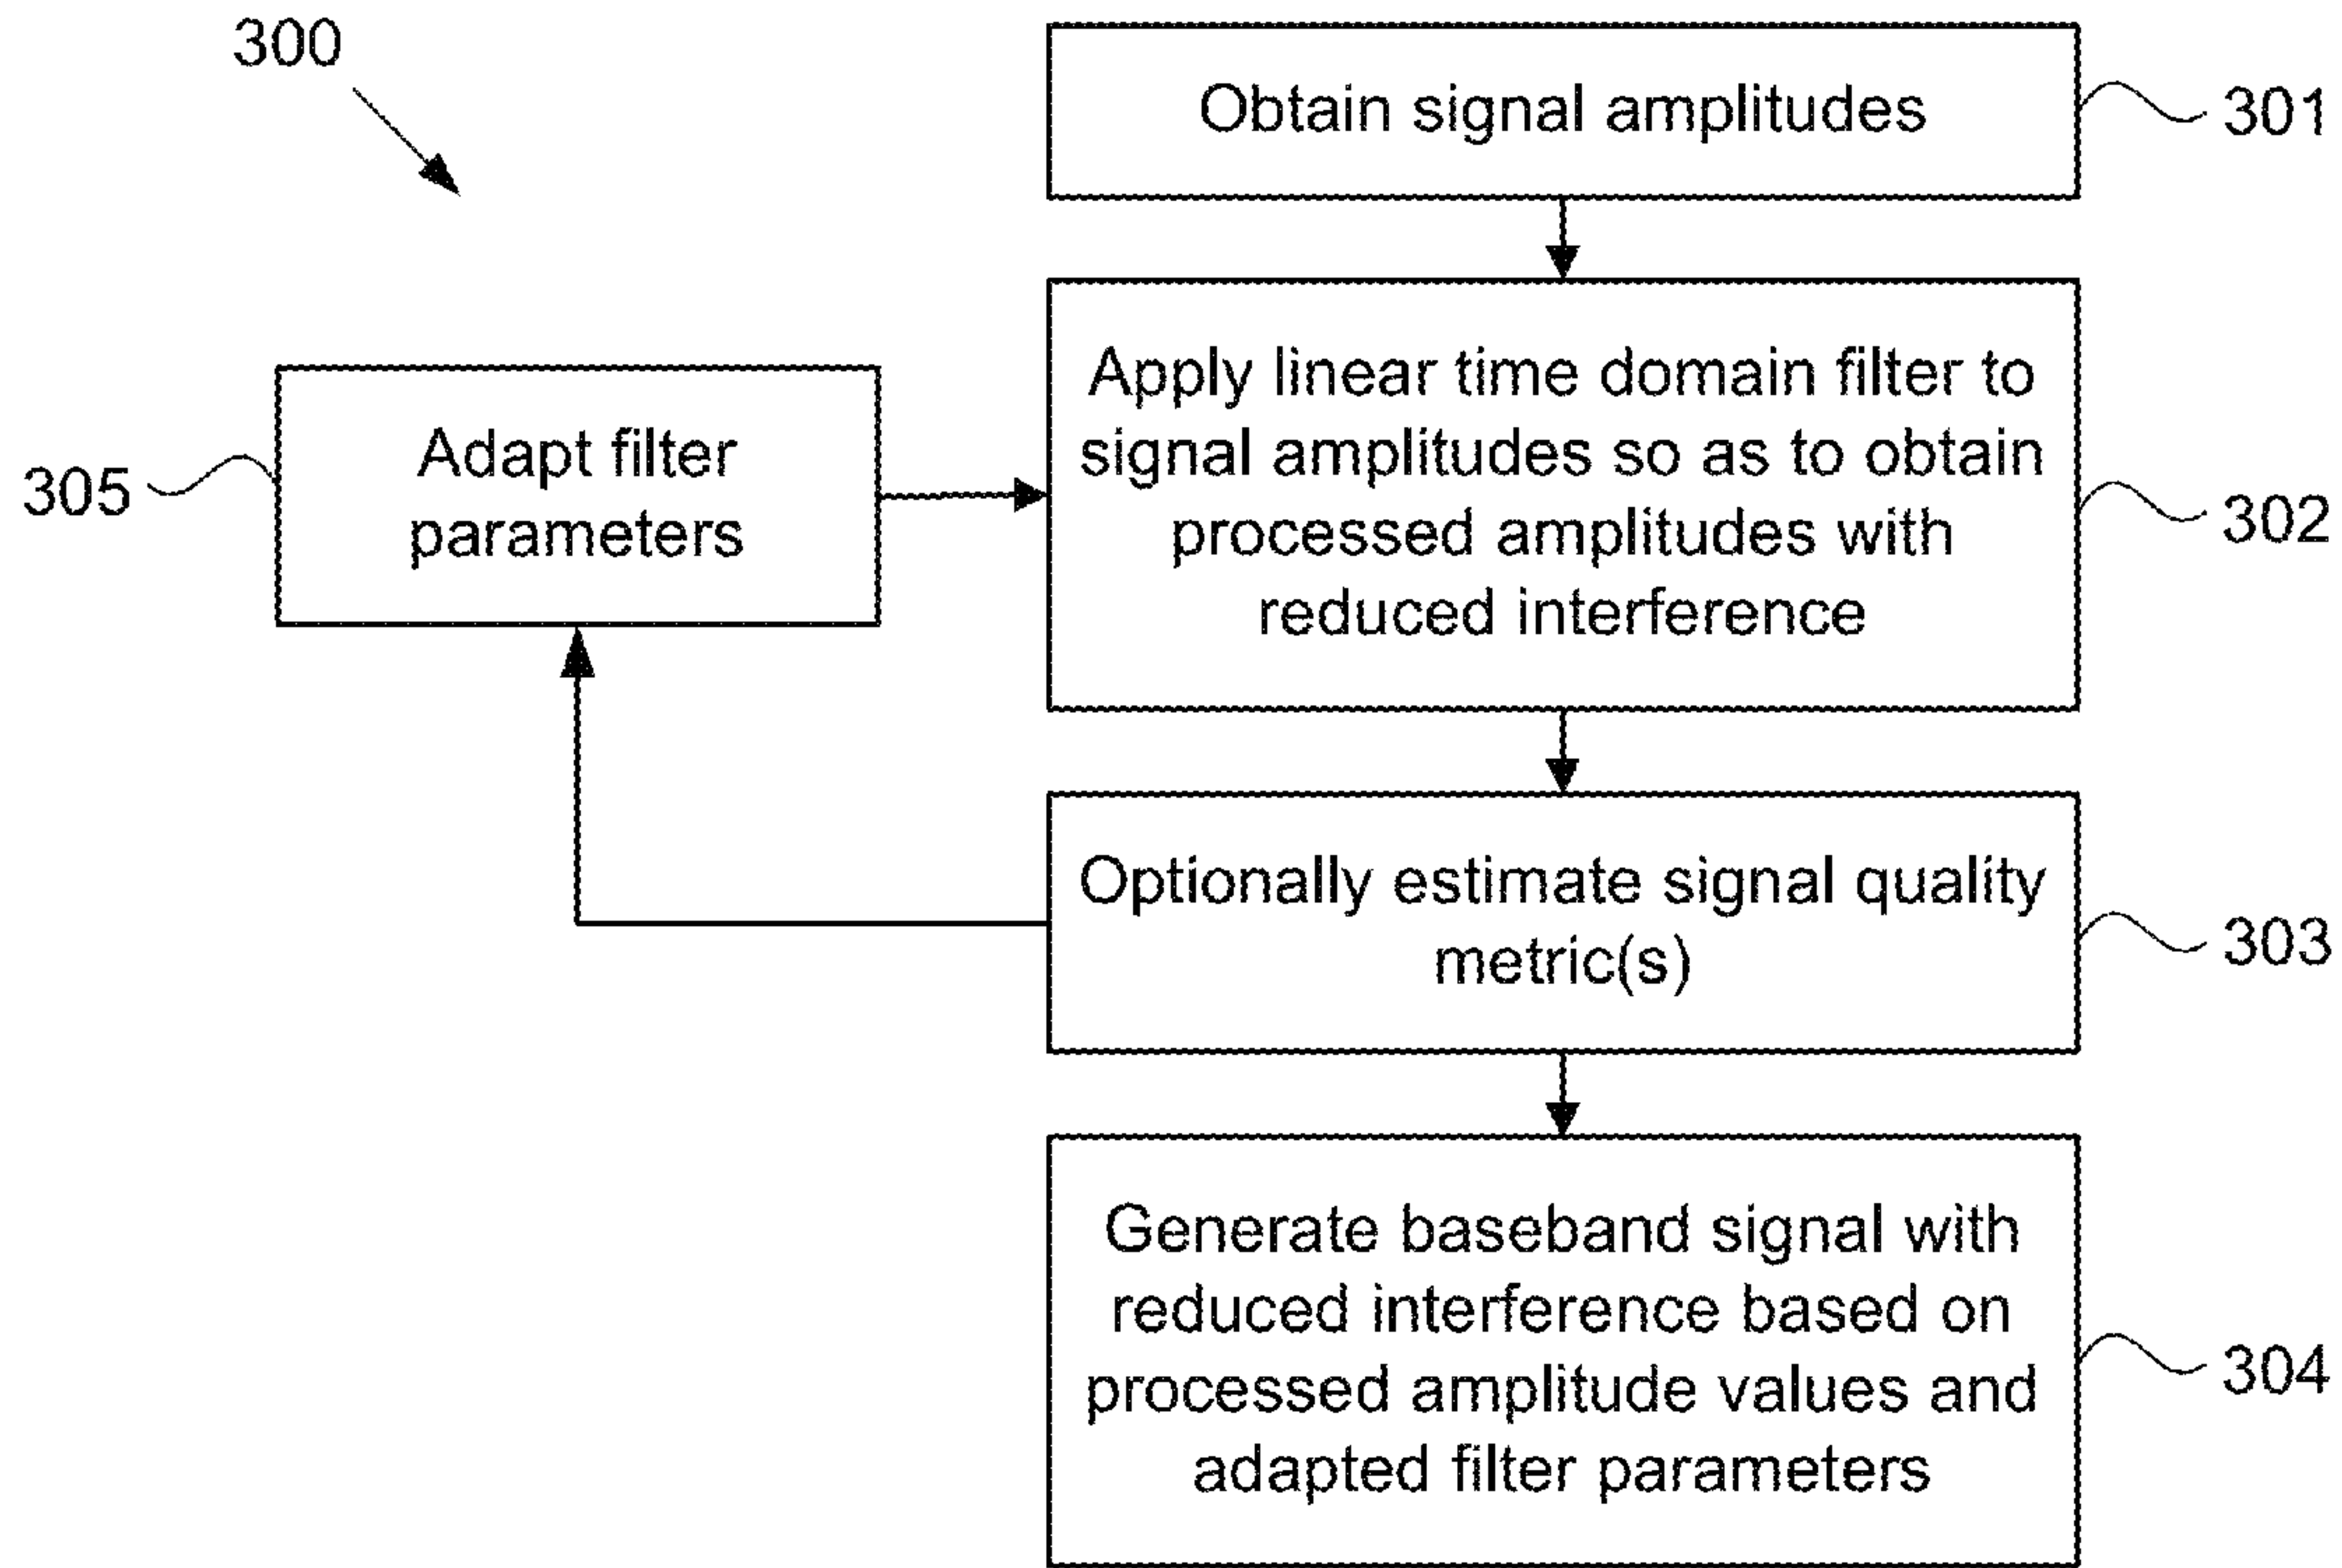 300
Obtain signal amplitudes
301
Apply linear time domain filter to
signal amplitudes so as to obtain
processed amplitudes with
reduced interference
302
305
Adapt filter
parameters
Optionally estimate signal quality
metric(s)
303
Generate baseband signal with
reduced interference based on
processed amplitude values and
adapted filter parameters
304